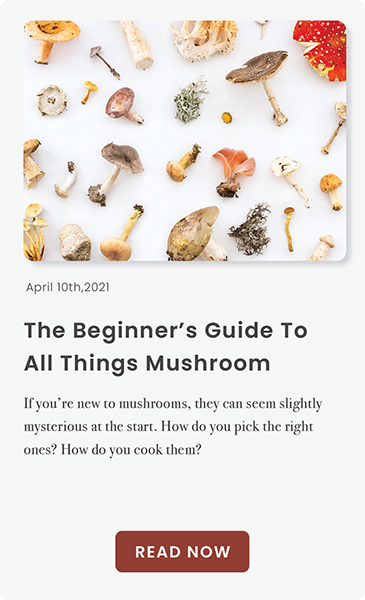 April 10th,2021
The Beginner’s Guide To
All Things Mushroom
If you’re new to mushrooms, they can seem slightly
mysterious at the start. How do you pick the right
ones? How do you cook them?
READ NOW